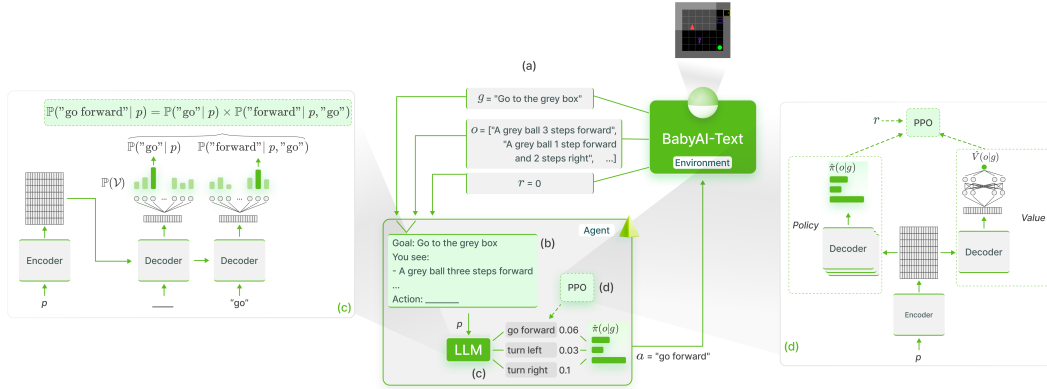 (a)
g = "Go to the grey box"
o = ["A grey ball 3 steps forward",
"A grey ball 1 step forward
and 2 steps right", ...]
r = 0
BabyAI-Text
Environment
ℙ("go forward"| p) = ℙ("go"| p) × ℙ("forward"| p,"go")
ℙ("go"| p) ℙ("forward"| p,"go")
ℙ(𝒱)
... ...
Encoder
Decoder
Decoder
p
____
"go"
(c)
Agent
Goal: Go to the grey box
You see:
- A grey ball three steps forward
...
Action: _______
(b)
PPO
(d)
p
LLM
(c)
go forward 0.06
turn left 0.03
turn right 0.1
π̂(o|g)
a = "go forward"
r
PPO
π̂(o|g)
V̂(o|g)
...
Policy
Value
Decoder
Decoder
Encoder
p
(d)